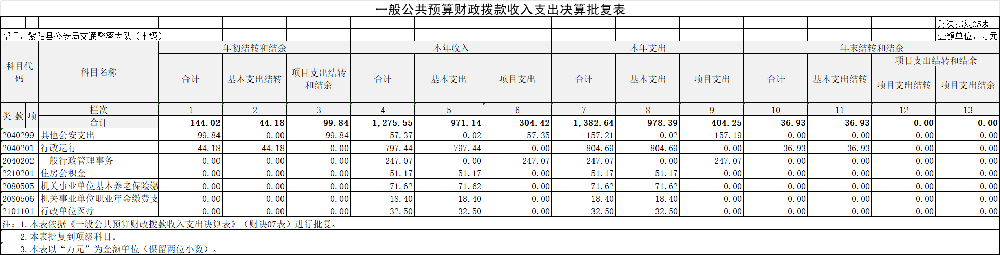 一般公共预算财政拨款收入支出决算批复表
财决批复05表
部门：紫阳县公安局交通警察大队（本级） 金额单位：万元
科目代码 科目名称 年初结转和结余 本年收入 本年支出 年末结转和结余
合计 基本支出结转 项目支出结转和结余 合计 基本支出 项目支出 合计 基本支出 项目支出 合计 基本支出结转 项目支出结转和结余
项目支出结转 项目支出结余
类 款 项 栏次 1 2 3 4 5 6 7 8 9 10 11 12 13
合计 144.02 44.18 99.84 1,275.55 971.14 304.42 1,382.64 978.39 404.25 36.93 36.93 0.00 0.00
2040299 其他公安支出 99.84 0.00 99.84 57.37 0.02 57.35 157.21 0.02 157.19 0.00 0.00 0.00 0.00
2040201 行政运行 44.18 44.18 0.00 797.44 797.44 0.00 804.69 804.69 0.00 36.93 36.93 0.00 0.00
2040202 一般行政管理事务 0.00 0.00 0.00 247.07 0.00 247.07 247.07 0.00 247.07 0.00 0.00 0.00 0.00
2210201 住房公积金 0.00 0.00 0.00 51.17 51.17 0.00 51.17 51.17 0.00 0.00 0.00 0.00 0.00
2080505 机关事业单位基本养老保险缴 0.00 0.00 0.00 71.62 71.62 0.00 71.62 71.62 0.00 0.00 0.00 0.00 0.00
2080506 机关事业单位职业年金缴费支 0.00 0.00 0.00 18.40 18.40 0.00 18.40 18.40 0.00 0.00 0.00 0.00 0.00
2101101 行政单位医疗 0.00 0.00 0.00 32.50 32.50 0.00 32.50 32.50 0.00 0.00 0.00 0.00 0.00
注：1.本表依据《一般公共预算财政拨款收入支出决算表》（财决07表）进行批复。
2.本表批复到项级科目。
3.本表以“万元”为金额单位（保留两位小数）。